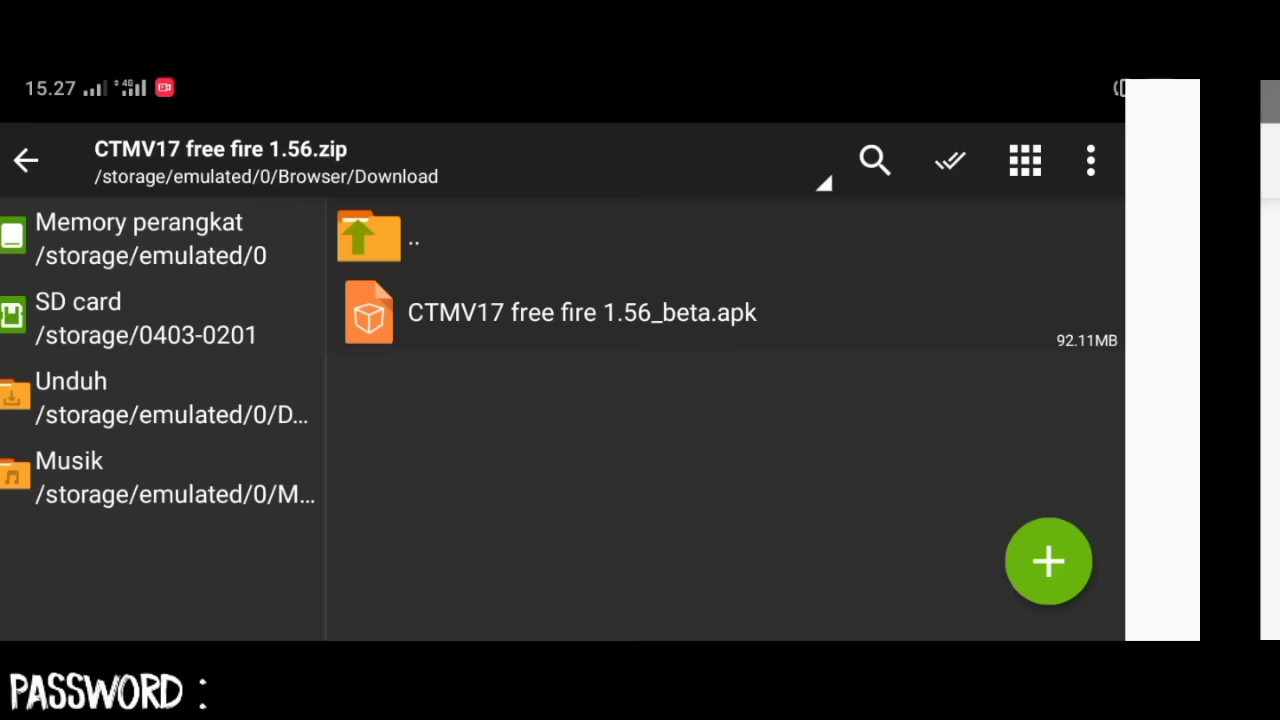 15.27
4G
CTMV17 free fire 1.56.zip
/storage/emulated/0/Browser/Download
Memory perangkat
/storage/emulated/0
SD card
/storage/0403-0201
Unduh
/storage/emulated/0/D...
Musik
/storage/emulated/0/M...
..
CTMV17 free fire 1.56_beta.apk
92.11MB
PASSWORD :